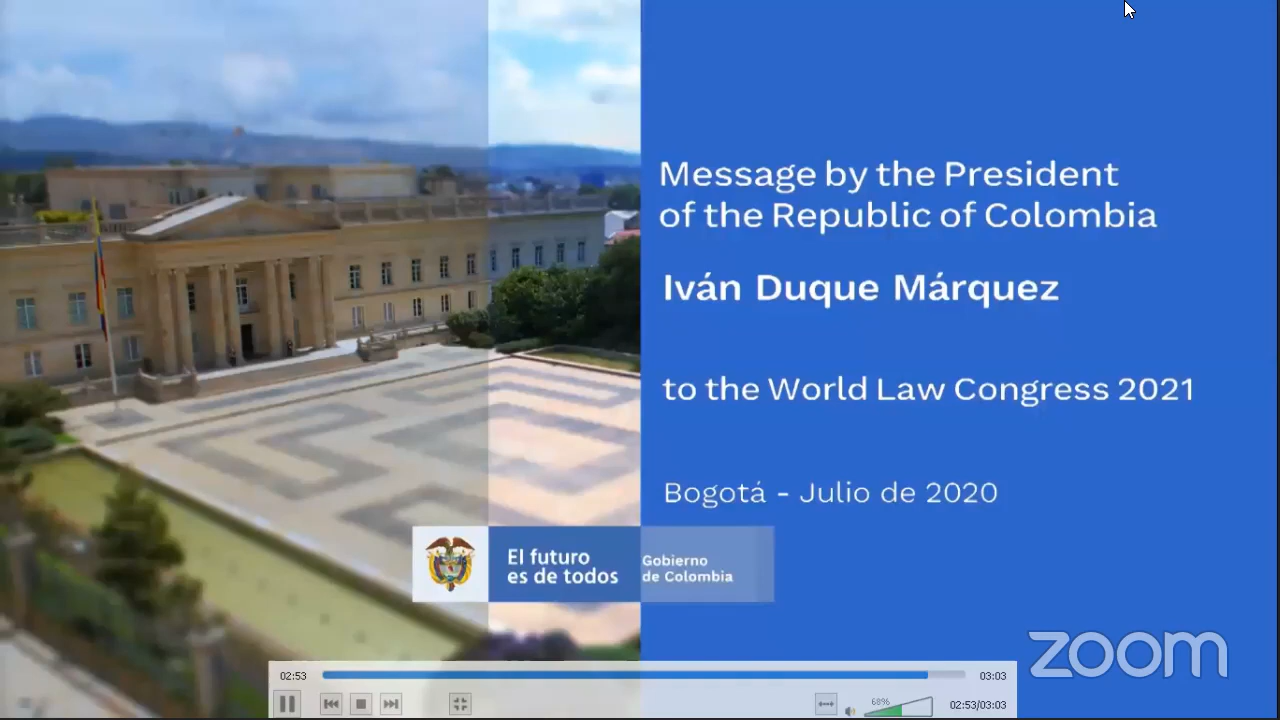 Message by the President
of the Republic of Colombia
Iván Duque Márquez
to the World Law Congress 2021
Bogotá - Julio de 2020
El futuro
es de todos
Gobierno
de Colombia
zoom
02:53
03:03
68%
02:53/03:03